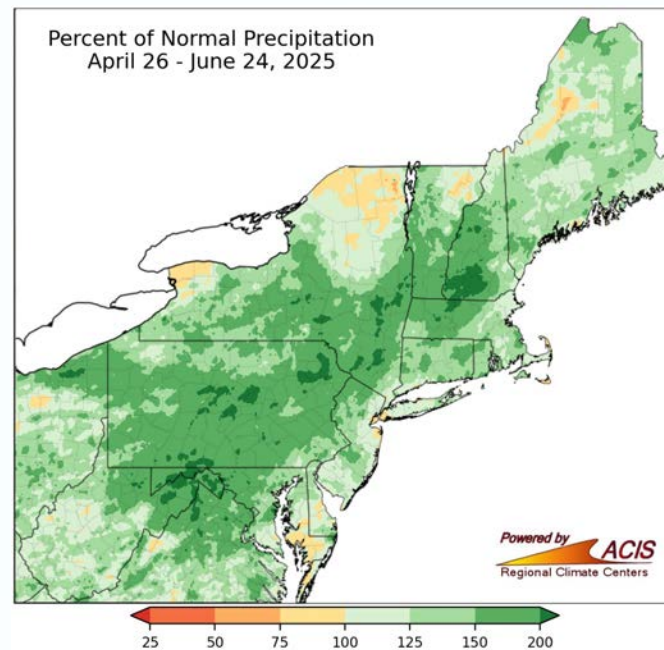 Percent of Normal Precipitation
April 26 - June 24, 2025
Powered by
ACIS
Regional Climate Centers
25 50 75 100 125 150 200